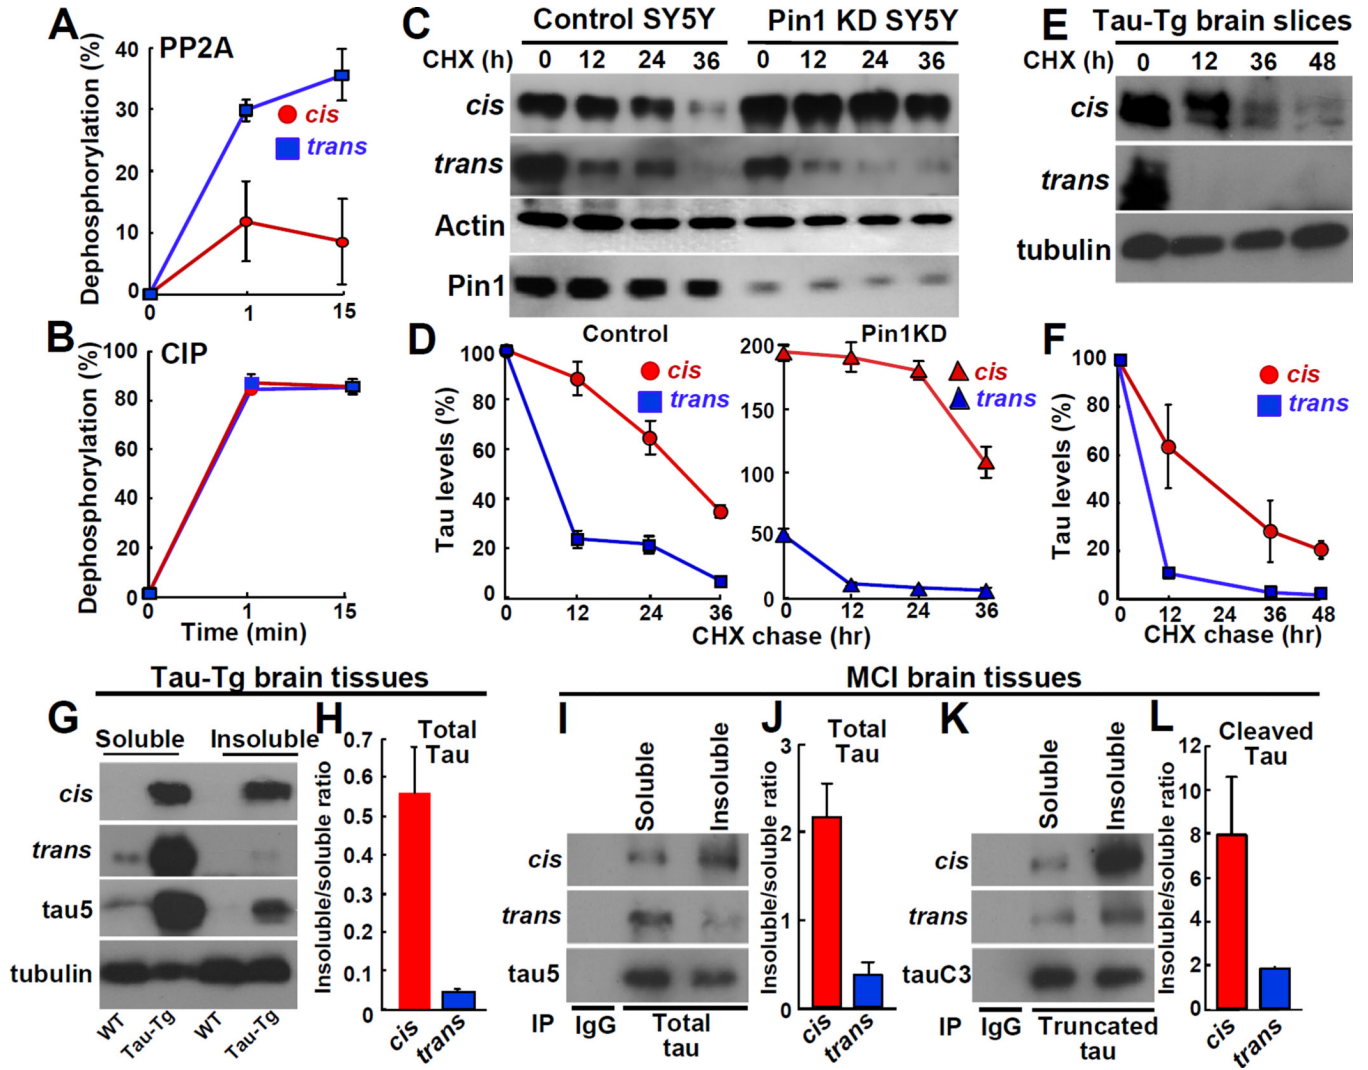 A
PP2A
Dephosphorylation (%)
40
30
20
10
0
cis
trans
0 1 15
B
CIP
Dephosphorylation (%)
100
80
60
40
20
0
0 1 15
Time (min)
C
Control SY5Y Pin1 KD SY5Y
CHX (h) 0 12 24 36 0 12 24 36
cis
trans
Actin
Pin1
D
Control
Tau levels (%)
100
80
60
40
20
0
cis
trans
0 12 24 36
Pin1KD
200
150
100
50
0
cis
trans
0 12 24 36
CHX chase (hr)
E
Tau-Tg brain slices
CHX (h) 0 12 36 48
cis
trans
tubulin
F
Tau levels (%)
100
80
60
40
20
0
cis
trans
0 12 24 36 48
CHX chase (hr)
Tau-Tg brain tissues
G
Soluble Insoluble
cis
trans
tau5
tubulin
WT Tau-Tg WT Tau-Tg
H
Total
Tau
Insoluble/soluble ratio
0.7
0.6
0.5
0.4
0.3
0.2
0.1
0
cis trans
MCI brain tissues
I
Soluble Insoluble
cis
trans
tau5
IP IgG Total
tau
J
Total
Tau
Insoluble/soluble ratio
3
2
1
0
cis trans
K
Soluble Insoluble
cis
trans
tauC3
IP IgG Truncated
tau
L
Cleaved
Tau
Insoluble/soluble ratio
12
10
8
6
4
2
0
cis trans